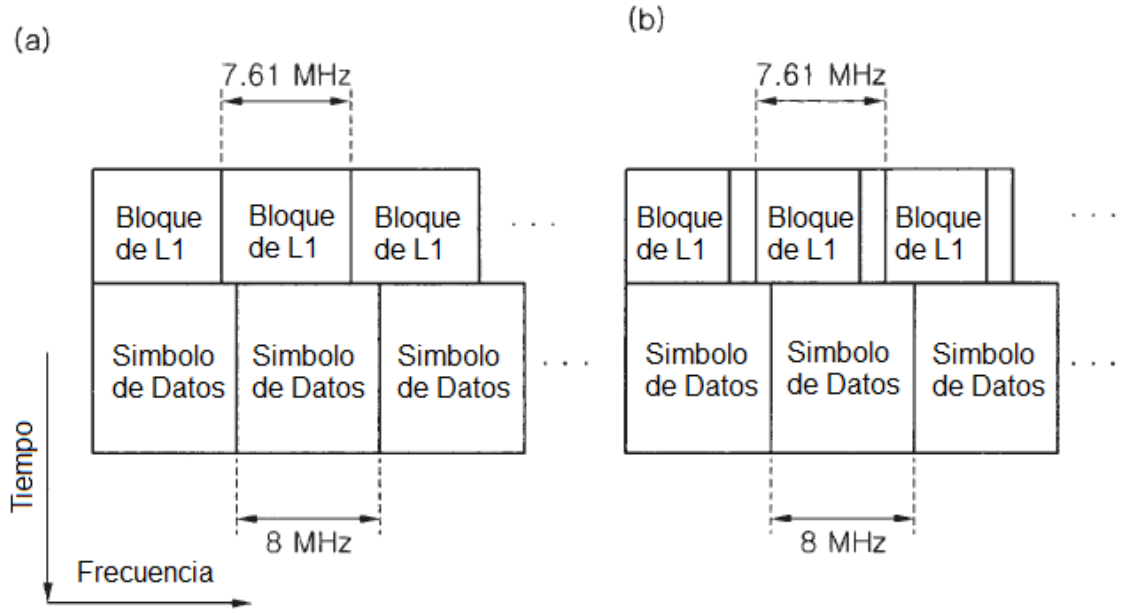 (a)
7.61 MHz
Bloque
de L1
Bloque
de L1
Bloque
de L1
. . .
Simbolo
de Datos
Simbolo
de Datos
Simbolo
de Datos
. . .
8 MHz
Tiempo
Frecuencia
(b)
7.61 MHz
Bloque
de L1
Bloque
de L1
Bloque
de L1
. . .
Simbolo
de Datos
Simbolo
de Datos
Simbolo
de Datos
. . .
8 MHz